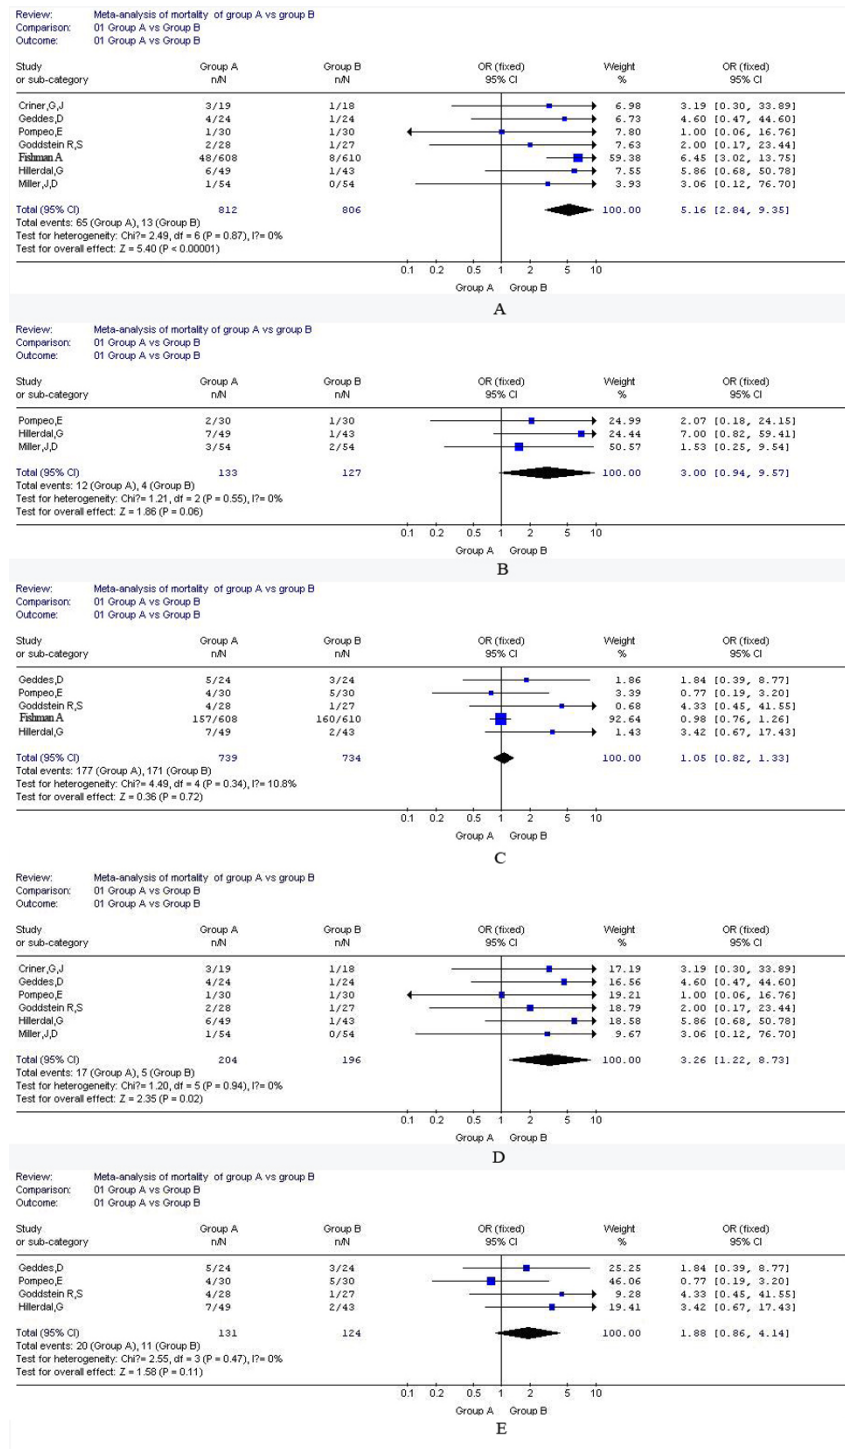 Review: Meta-analysis of mortality of group A vs group B
Comparison: 01 Group A vs Group B
Outcome: 01 Group A vs Group B
Study Group A Group B OR (fixed) Weight OR (fixed)
or sub-category n/N n/N 95% CI % 95% CI
Criner,G,J 3/19 1/18 6.98 3.19 [0.30, 33.89]
Geddes,D 4/24 1/24 6.73 4.60 [0.47, 44.60]
Pompeo,E 1/30 1/30 7.80 1.00 [0.06, 16.76]
Goddstein R,S 2/28 1/27 7.63 2.00 [0.17, 23.44]
Fishman A 48/608 8/610 59.38 6.45 [3.02, 13.75]
Hillerdal,G 6/49 1/43 7.55 5.86 [0.68, 50.78]
Miller,J,D 1/54 0/54 3.93 3.06 [0.12, 76.70]
Total (95% CI) 812 806 100.00 5.16 [2.84, 9.35]
Total events: 65 (Group A), 13 (Group B)
Test for heterogeneity: Chi?= 2.49, df = 6 (P = 0.87), I?= 0%
Test for overall effect: Z = 5.40 (P < 0.00001)
0.1 0.2 0.5 1 2 5 10
Group A Group B
A
Review: Meta-analysis of mortality of group A vs group B
Comparison: 01 Group A vs Group B
Outcome: 01 Group A vs Group B
Study Group A Group B OR (fixed) Weight OR (fixed)
or sub-category n/N n/N 95% CI % 95% CI
Pompeo,E 2/30 1/30 24.99 2.07 [0.18, 24.15]
Hillerdal,G 7/49 1/43 24.44 7.00 [0.82, 59.41]
Miller,J,D 3/54 2/54 50.57 1.53 [0.25, 9.54]
Total (95% CI) 133 127 100.00 3.00 [0.94, 9.57]
Total events: 12 (Group A), 4 (Group B)
Test for heterogeneity: Chi?= 1.21, df = 2 (P = 0.55), I?= 0%
Test for overall effect: Z = 1.86 (P = 0.06)
0.1 0.2 0.5 1 2 5 10
Group A Group B
B
Review: Meta-analysis of mortality of group A vs group B
Comparison: 01 Group A vs Group B
Outcome: 01 Group A vs Group B
Study Group A Group B OR (fixed) Weight OR (fixed)
or sub-category n/N n/N 95% CI % 95% CI
Geddes,D 5/24 3/24 1.86 1.84 [0.39, 8.77]
Pompeo,E 4/30 5/30 3.39 0.77 [0.19, 3.20]
Goddstein R,S 4/28 1/27 0.68 4.33 [0.45, 41.55]
Fishman A 157/608 160/610 92.64 0.98 [0.76, 1.26]
Hillerdal,G 7/49 2/43 1.43 3.42 [0.67, 17.43]
Total (95% CI) 739 734 100.00 1.05 [0.82, 1.33]
Total events: 177 (Group A), 171 (Group B)
Test for heterogeneity: Chi?= 4.49, df = 4 (P = 0.34), I?= 10.8%
Test for overall effect: Z = 0.36 (P = 0.72)
0.1 0.2 0.5 1 2 5 10
Group A Group B
C
Review: Meta-analysis of mortality of group A vs group B
Comparison: 01 Group A vs Group B
Outcome: 01 Group A vs Group B
Study Group A Group B OR (fixed) Weight OR (fixed)
or sub-category n/N n/N 95% CI % 95% CI
Criner,G,J 3/19 1/18 17.19 3.19 [0.30, 33.89]
Geddes,D 4/24 1/24 16.56 4.60 [0.47, 44.60]
Pompeo,E 1/30 1/30 19.21 1.00 [0.06, 16.76]
Goddstein R,S 2/28 1/27 18.79 2.00 [0.17, 23.44]
Hillerdal,G 6/49 1/43 18.58 5.86 [0.68, 50.78]
Miller,J,D 1/54 0/54 9.67 3.06 [0.12, 76.70]
Total (95% CI) 204 196 100.00 3.26 [1.22, 8.73]
Total events: 17 (Group A), 5 (Group B)
Test for heterogeneity: Chi?= 1.20, df = 5 (P = 0.94), I?= 0%
Test for overall effect: Z = 2.35 (P = 0.02)
0.1 0.2 0.5 1 2 5 10
Group A Group B
D
Review: Meta-analysis of mortality of group A vs group B
Comparison: 01 Group A vs Group B
Outcome: 01 Group A vs Group B
Study Group A Group B OR (fixed) Weight OR (fixed)
or sub-category n/N n/N 95% CI % 95% CI
Geddes,D 5/24 3/24 25.25 1.84 [0.39, 8.77]
Pompeo,E 4/30 5/30 46.06 0.77 [0.19, 3.20]
Goddstein R,S 4/28 1/27 9.28 4.33 [0.45, 41.55]
Hillerdal,G 7/49 2/43 19.41 3.42 [0.67, 17.43]
Total (95% CI) 131 124 100.00 1.88 [0.86, 4.14]
Total events: 20 (Group A), 11 (Group B)
Test for heterogeneity: Chi?= 2.55, df = 3 (P = 0.47), I?= 0%
Test for overall effect: Z = 1.58 (P = 0.11)
0.1 0.2 0.5 1 2 5 10
Group A Group B
E